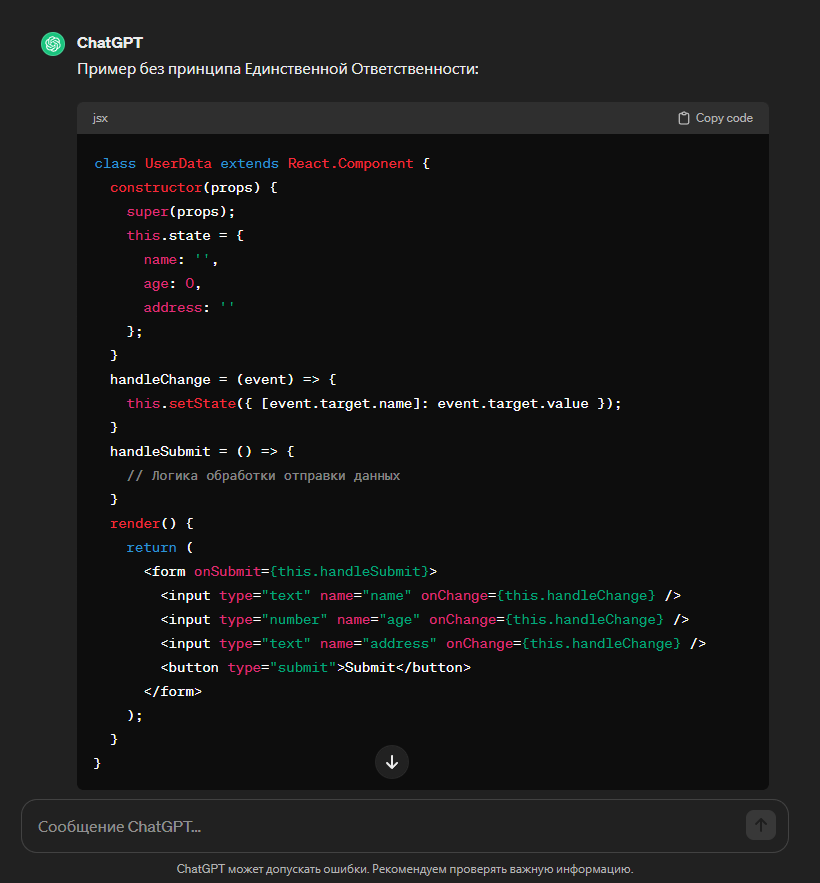 ChatGPT
Пример без принципа Единственной Ответственности:
jsx
Copy code
class UserData extends React.Component {
  constructor(props) {
    super(props);
    this.state = {
      name: '',
      age: 0,
      address: ''
    };
  }
  handleChange = (event) => {
    this.setState({ [event.target.name]: event.target.value });
  }
  handleSubmit = () => {
    // Логика обработки отправки данных
  }
  render() {
    return (
      <form onSubmit={this.handleSubmit}>
        <input type="text" name="name" onChange={this.handleChange} />
        <input type="number" name="age" onChange={this.handleChange} />
        <input type="text" name="address" onChange={this.handleChange} />
        <button type="submit">Submit</button>
      </form>
    );
  }
}
Сообщение ChatGPT...
ChatGPT может допускать ошибки. Рекомендуем проверять важную информацию.